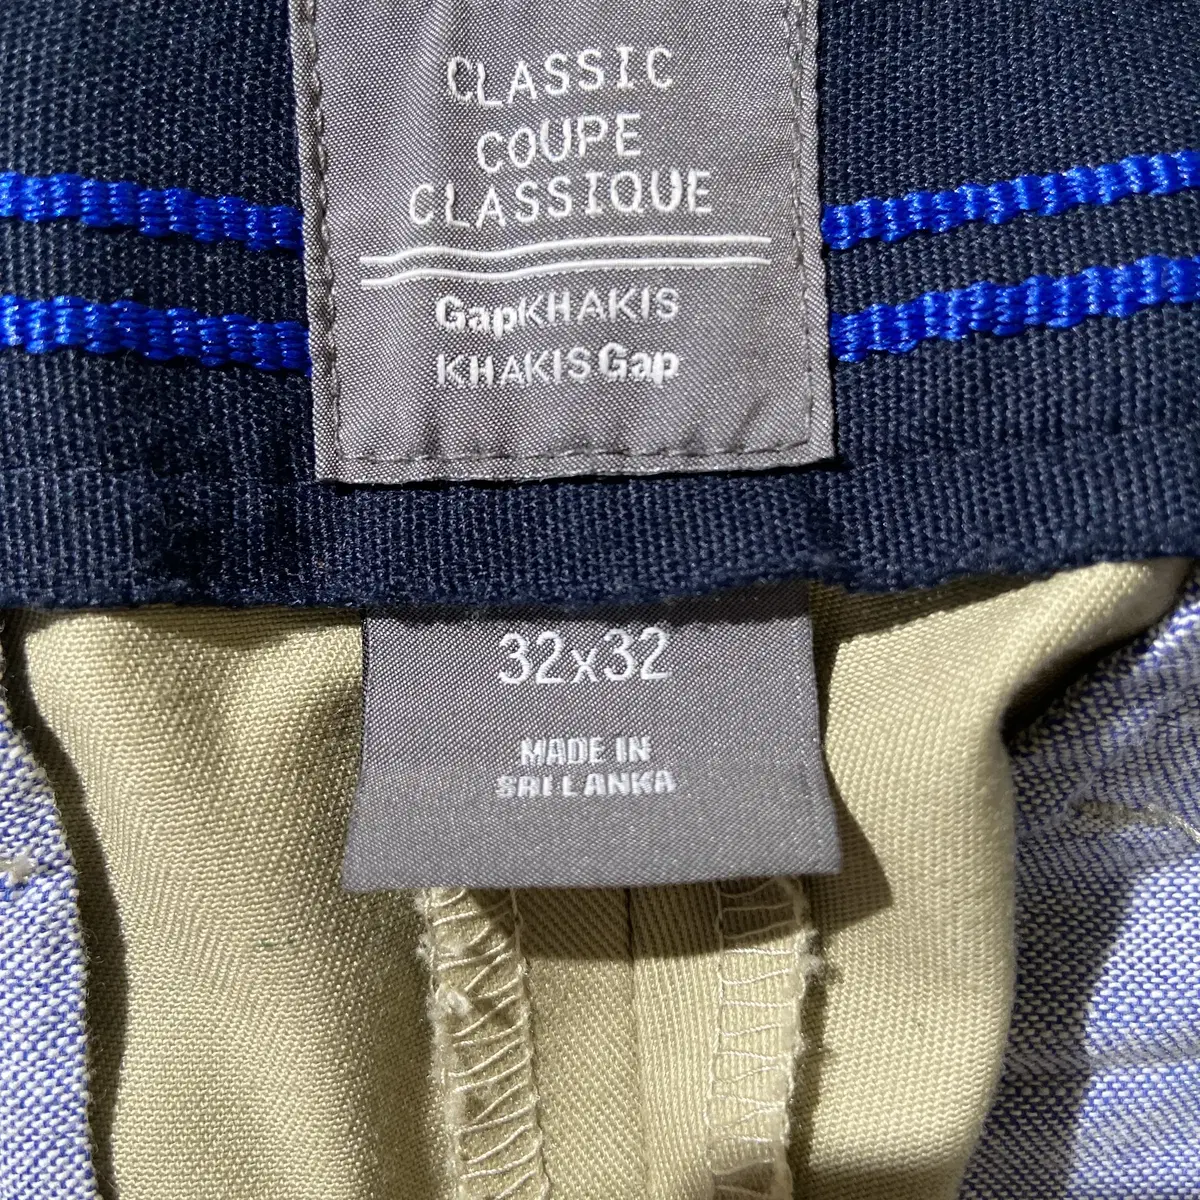 CLASSIC
COUPE
CLASSIQUE
GapKHAKIS
KHAKISGap
32x32
MADE IN
SRI LANKA